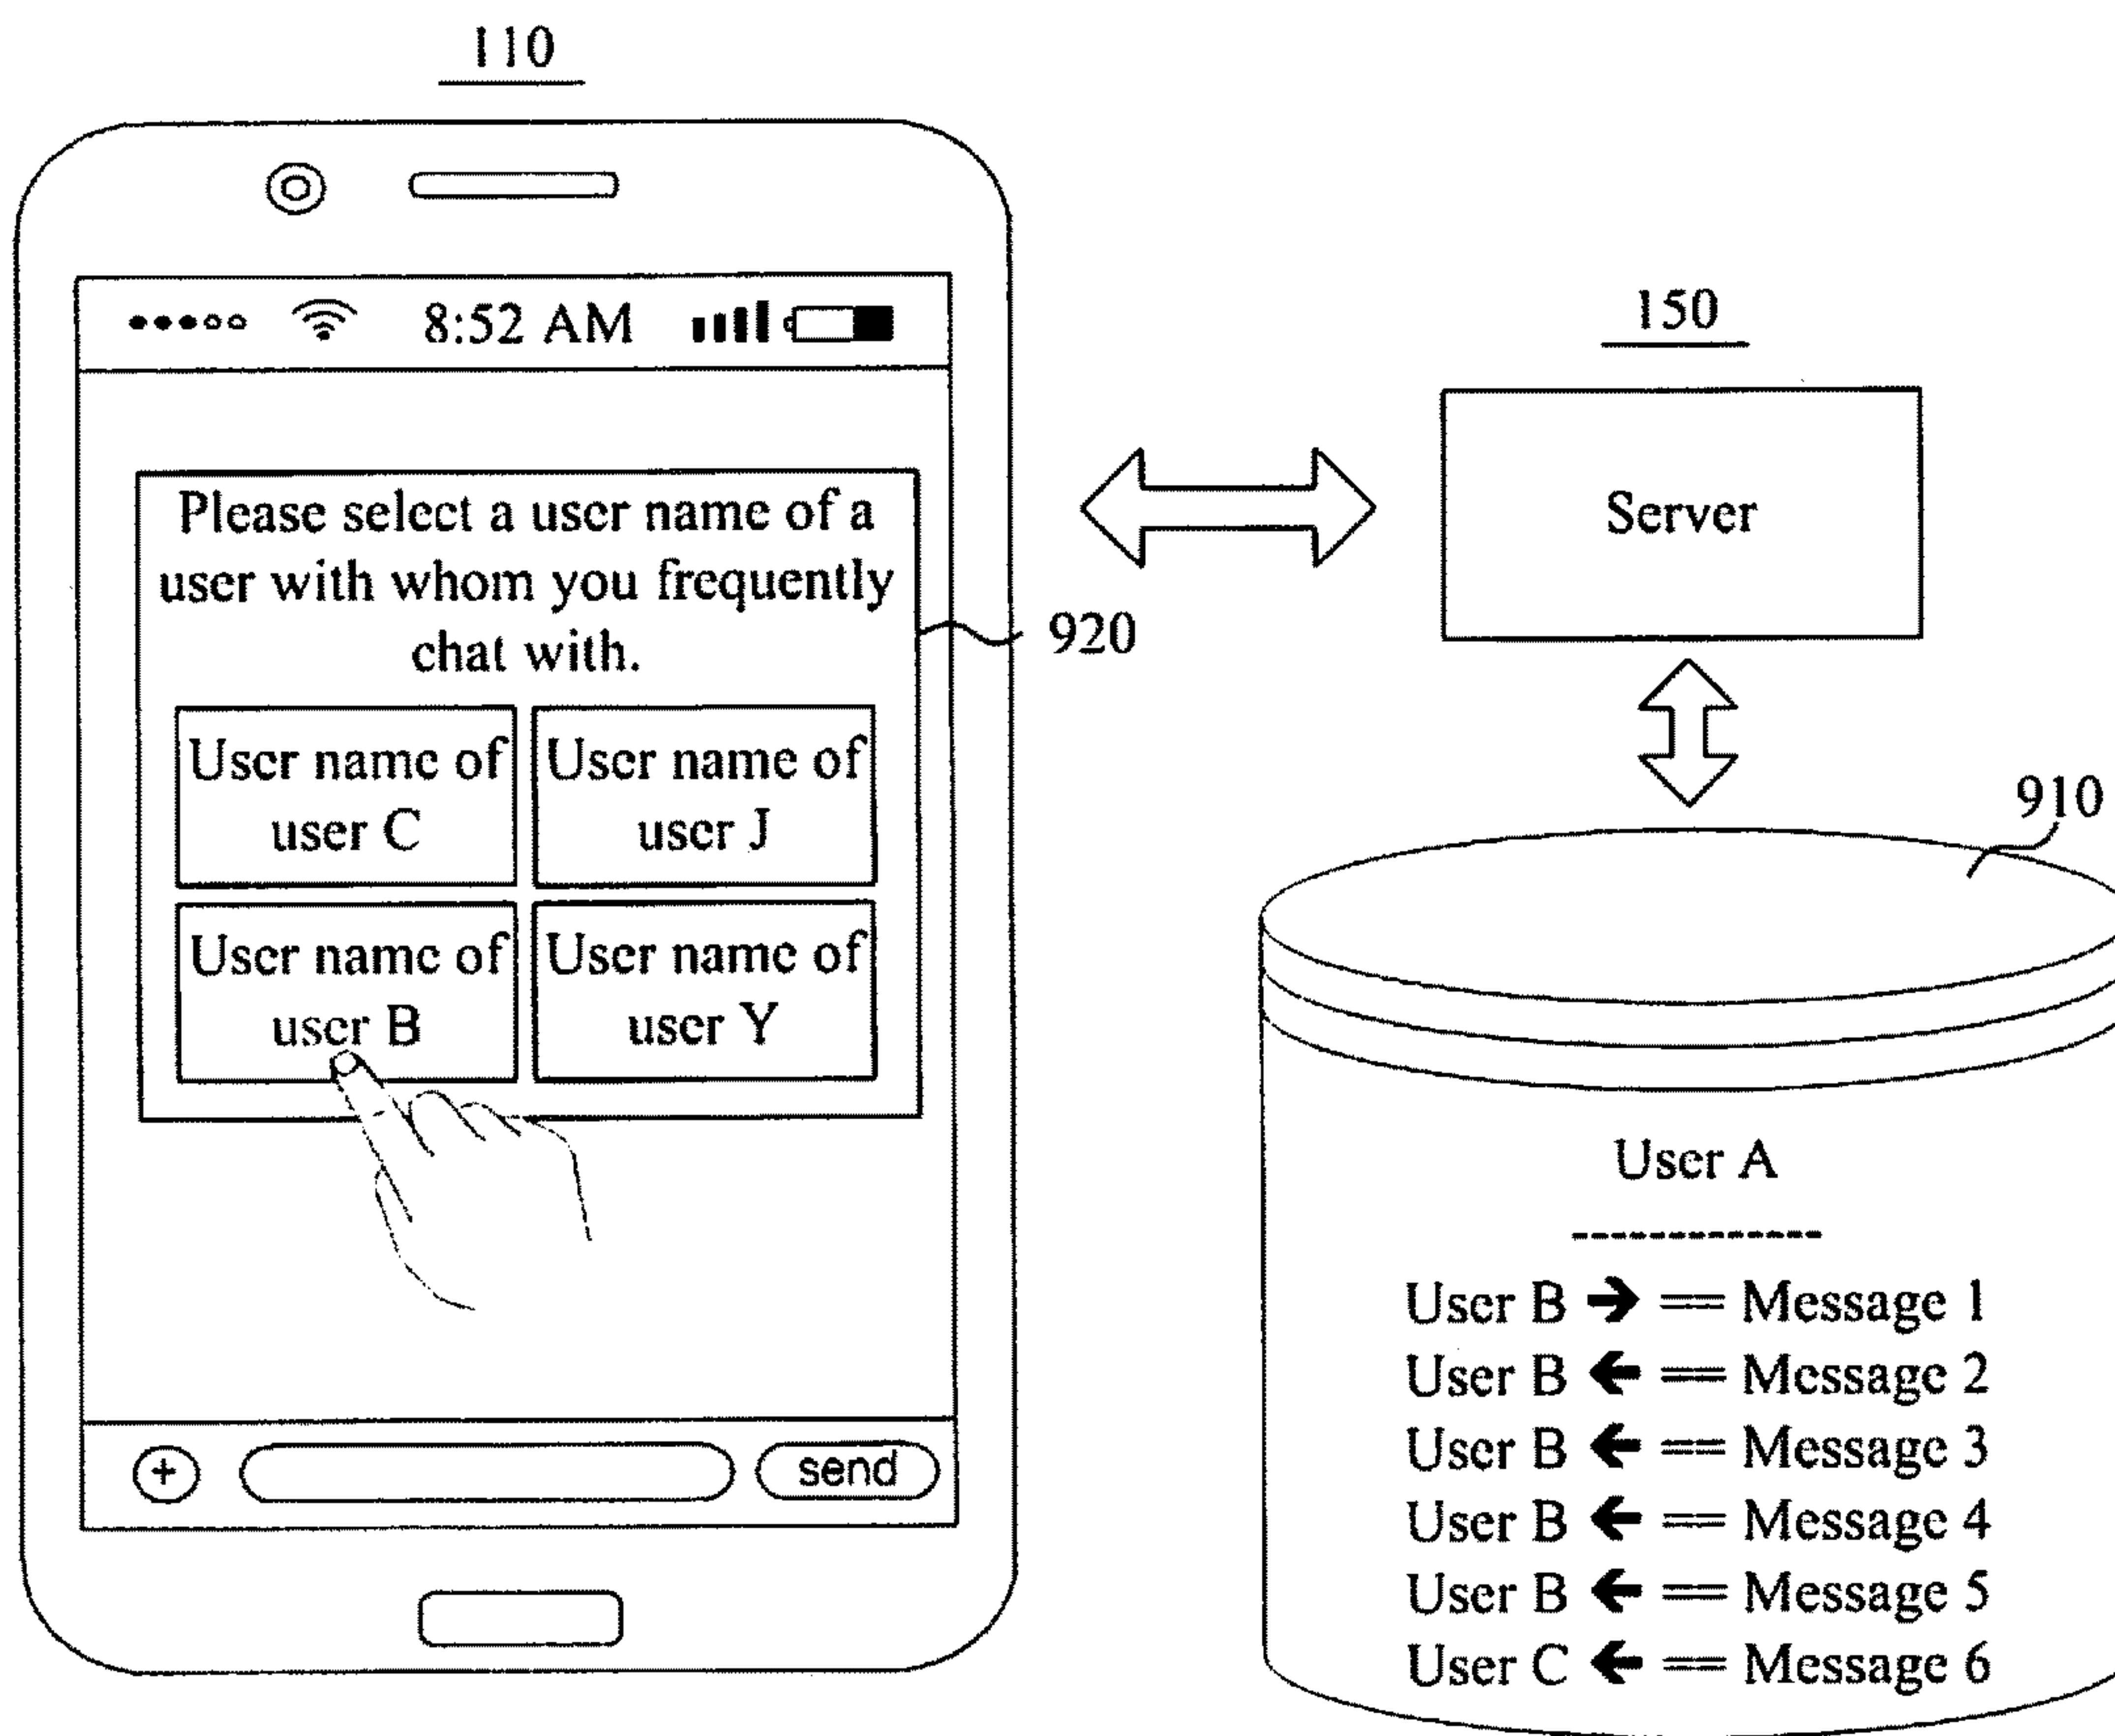 110
8:52 AM
Please select a user name of a
user with whom you frequently
chat with.
User name of
user C
User name of
user J
User name of
user B
User name of
user Y
+
send
920
150
Server
910
User A
-------------
User B → == Message 1
User B ← == Message 2
User B ← == Message 3
User B ← == Message 4
User B ← == Message 5
User C ← == Message 6